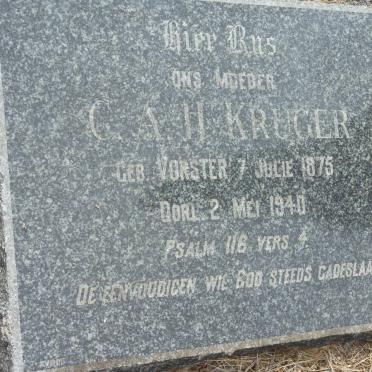 Hier Rus
ONS MOEDER
C. A. H. KRUGER
GEB. VORSTER 7 JULIE 1875
OORL. 2 MEI 1940
PSALM 116 VERS 4.
DE EENVOUDIGEN WIL GOD STEEDS GADESLAA